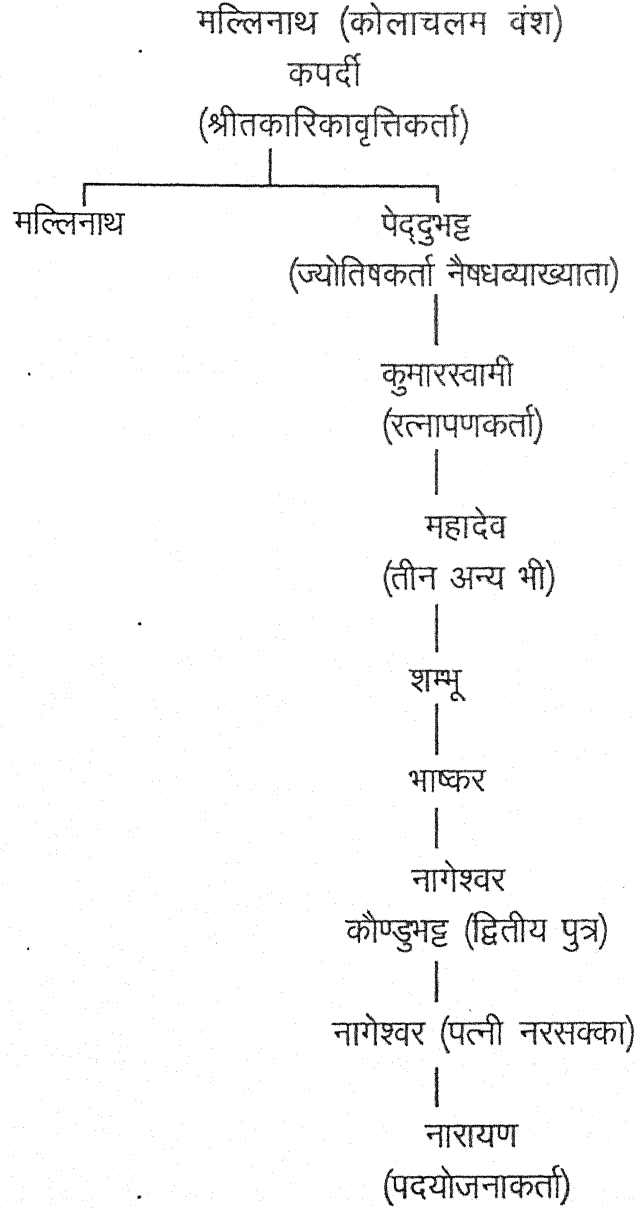 मल्लिनाथ (कोलाचलम वंश)
कपर्दी
(श्रीतकारिकावृत्तिकर्ता)
मल्लिनाथ पेद्दुभट्ट
(ज्योतिषकर्ता नैषधव्याख्याता)
कुमारस्वामी
(रत्नापणकर्ता)
महादेव
(तीन अन्य भी)
शम्भू
भाष्कर
नागेश्वर
कौण्डुभट्ट (द्वितीय पुत्र)
नागेश्वर (पत्नी नरसक्का)
नारायण
(पदयोजनाकर्ता)